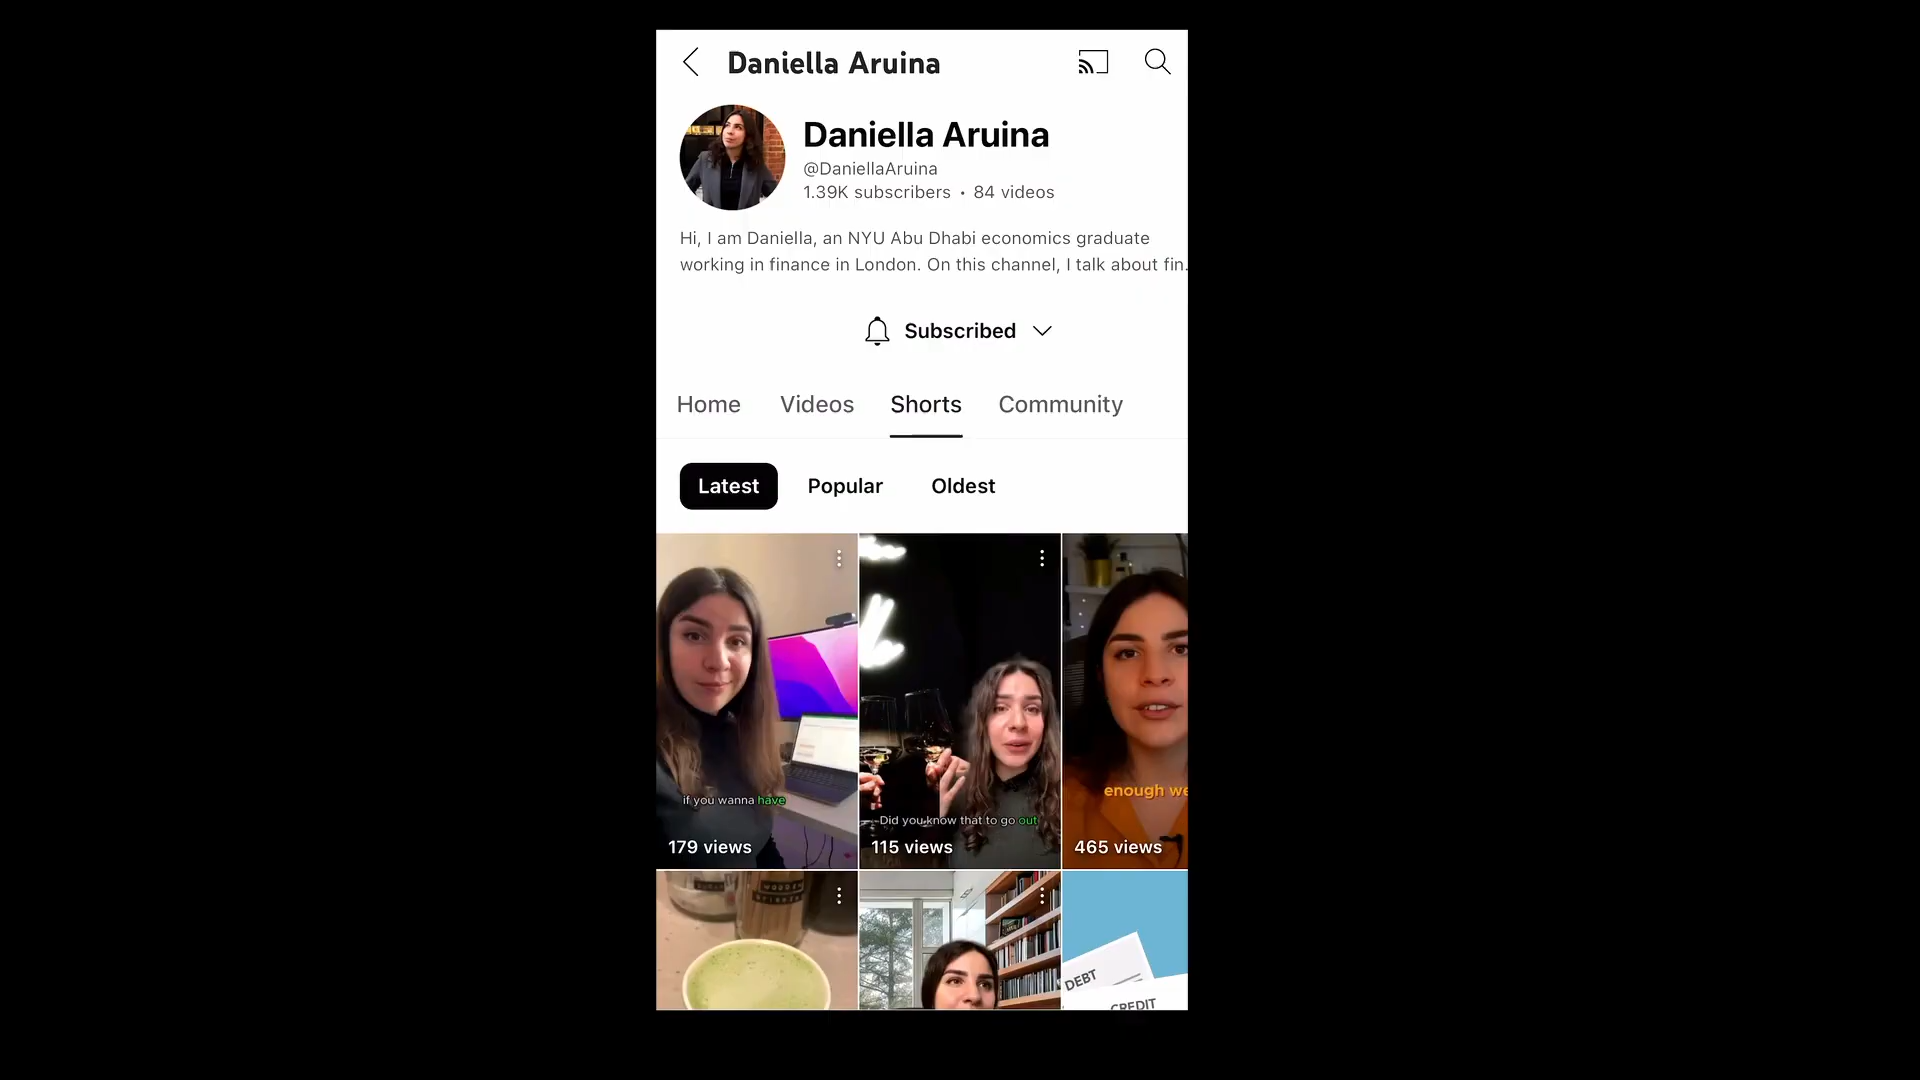 Daniella Aruina
Daniella Aruina
@DaniellaAruina
1.39K subscribers • 84 videos
Hi, I am Daniella, an NYU Abu Dhabi economics graduate
working in finance in London. On this channel, I talk about fin.
Subscribed
Home Videos Shorts Community
Latest Popular Oldest
if you wanna have
179 views
Did you know that to go out
115 views
enough we
465 views
WOODEN
DEBT
CREDIT